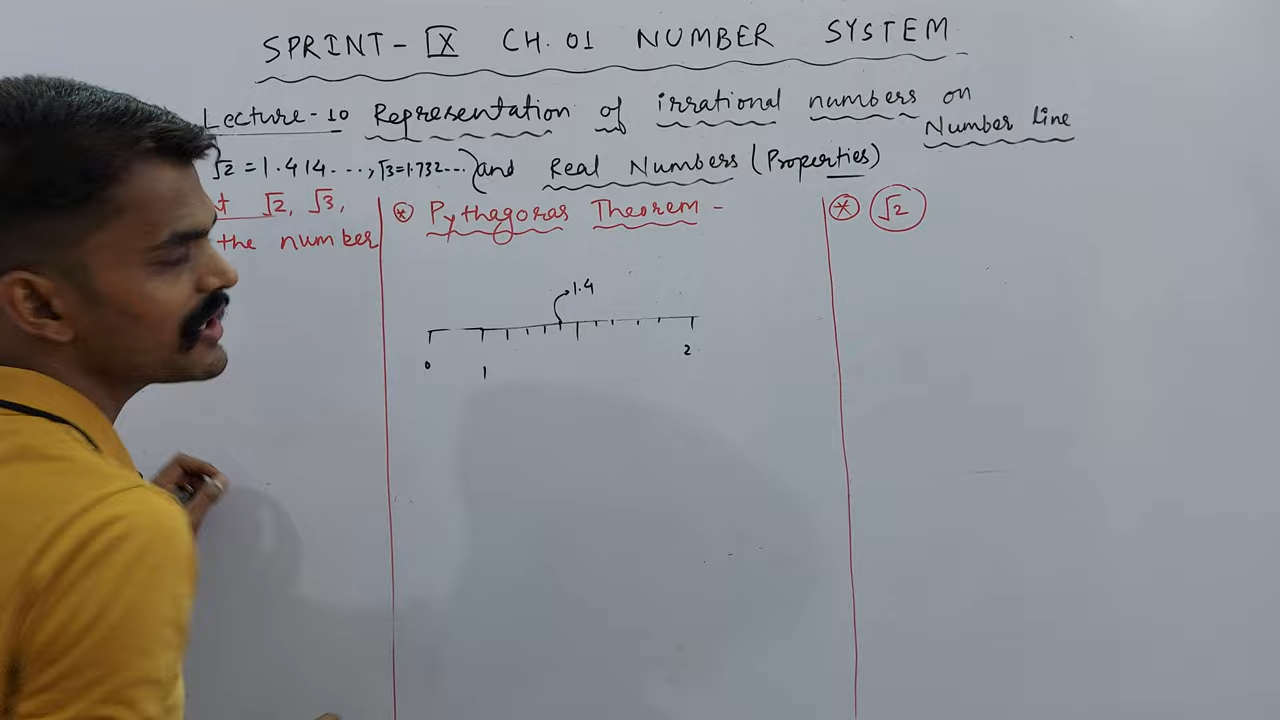 SPRINT - IX CH. 01 NUMBER SYSTEM
Lecture - 10 Representation of irrational numbers on
Number Line
√2 = 1.414 ..., √3=1.732...) and Real Numbers (Properties)
√2, √3,
the number
* Pythagoras Theorem -
1.4
0 1 2
* √2